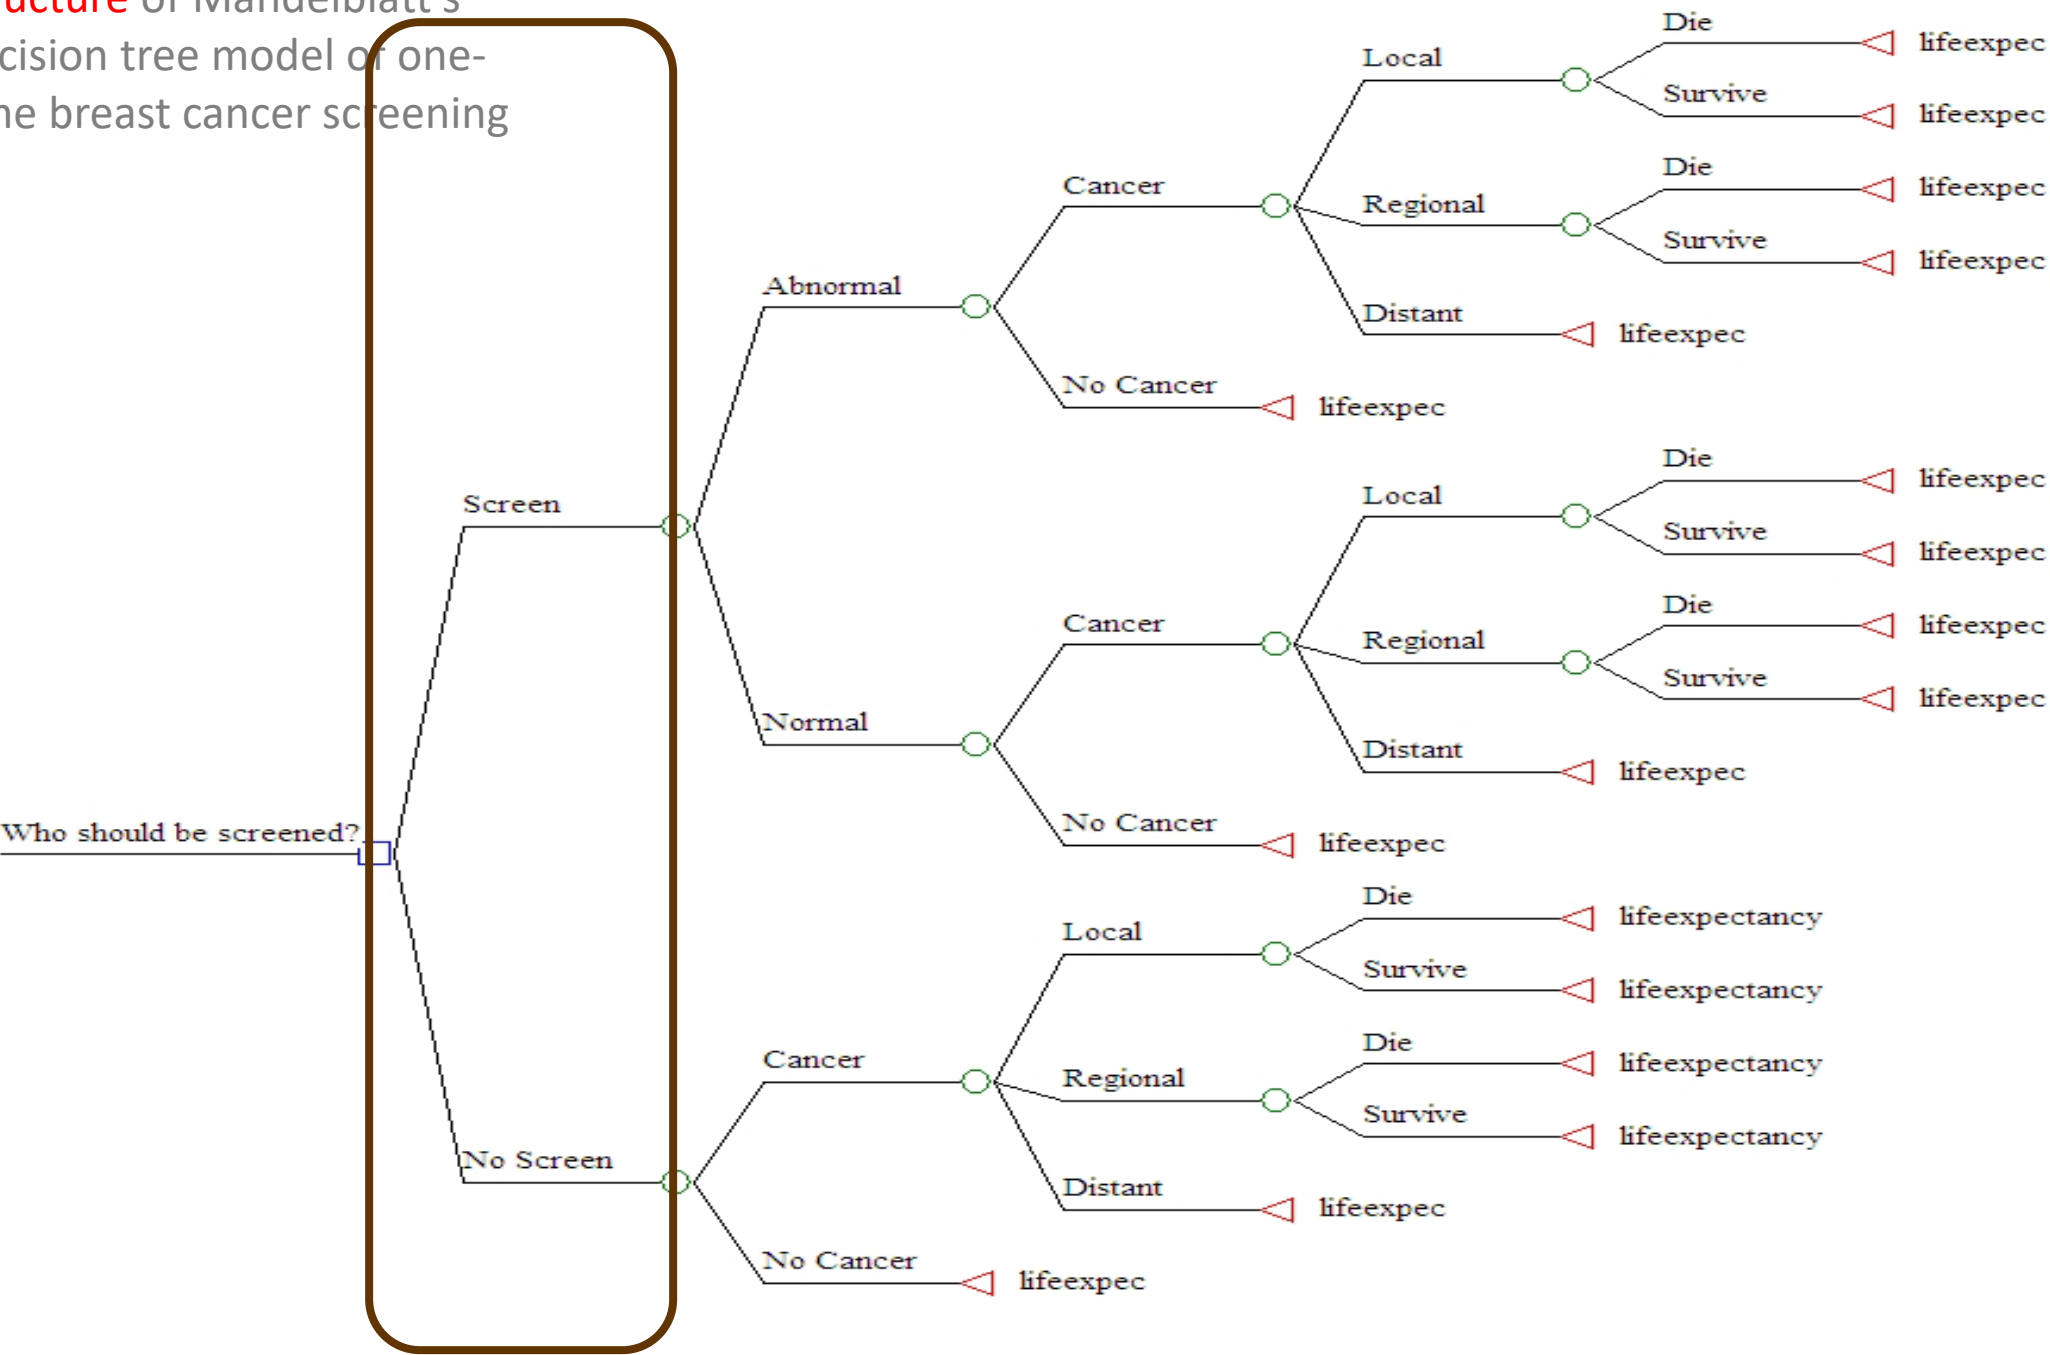 ucture of Mandelblatt's
cision tree model of one-
ne breast cancer screening
Die
lifeexpec
Local
Survive
lifeexpec
Die
lifeexpec
Cancer
Regional
Survive
lifeexpec
Abnormal
Distant
lifeexpec
No Cancer
lifeexpec
Die
lifeexpec
Screen
Local
Survive
lifeexpec
Die
lifeexpec
Cancer
Regional
Survive
lifeexpec
Normal
Distant
lifeexpec
Who should be screened?
No Cancer
lifeexpec
Die
lifeexpectancy
Local
Survive
lifeexpectancy
Die
lifeexpectancy
Cancer
Regional
Survive
lifeexpectancy
No Screen
Distant
lifeexpec
No Cancer
lifeexpec